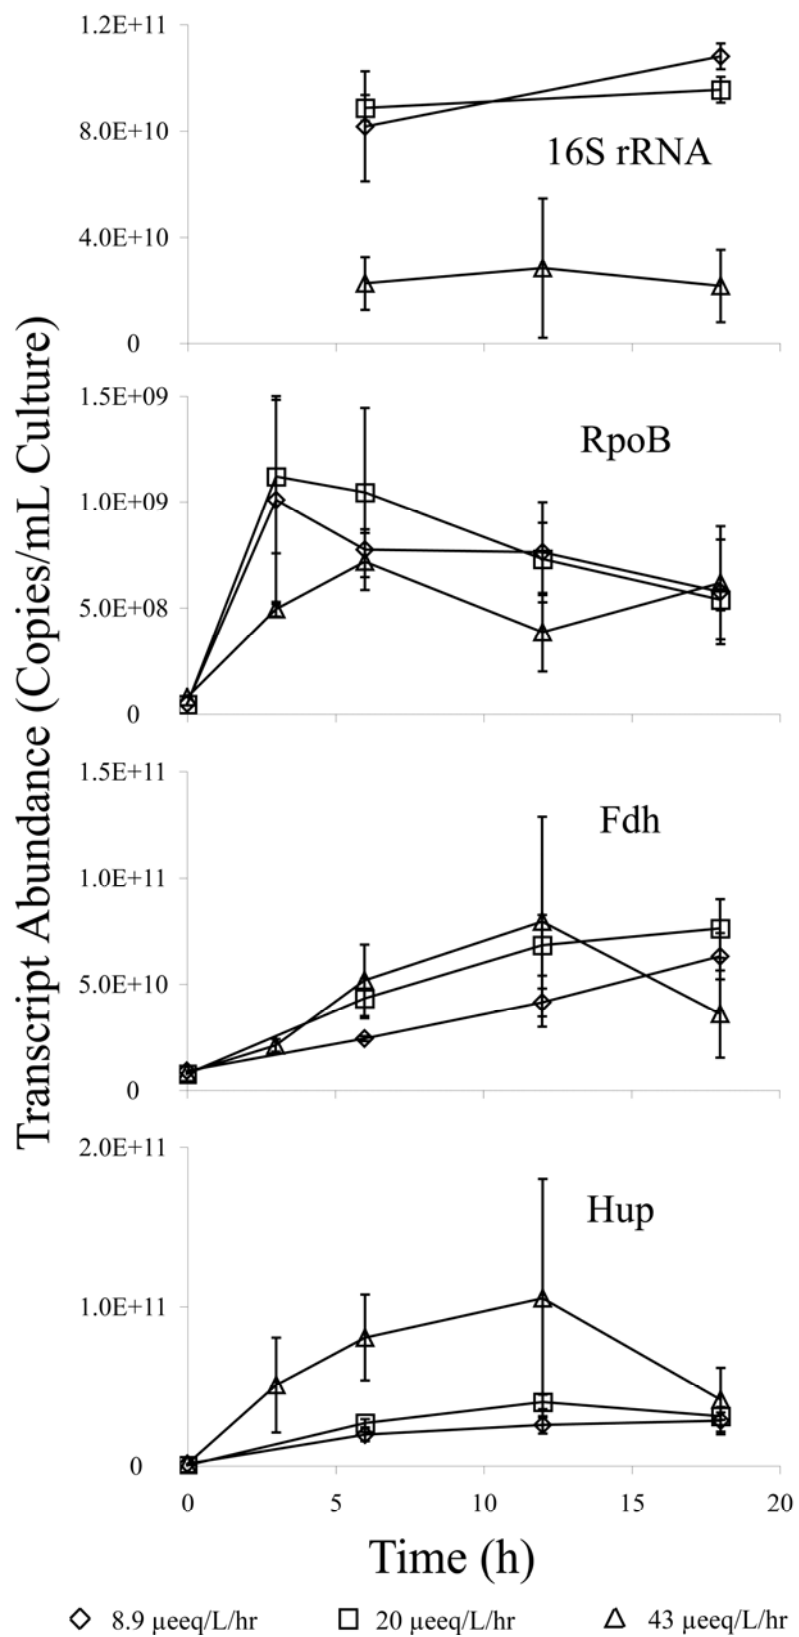 1.2E+11
8.0E+10
16S rRNA
4.0E+10
0
1.5E+09
RpoB
1.0E+09
5.0E+08
0
1.5E+11
Fdh
1.0E+11
5.0E+10
0
2.0E+11
Hup
1.0E+11
0
0 5 10 15 20
Transcript Abundance (Copies/mL Culture)
Time (h)
8.9 µeeq/L/hr 20 µeeq/L/hr 43 µeeq/L/hr